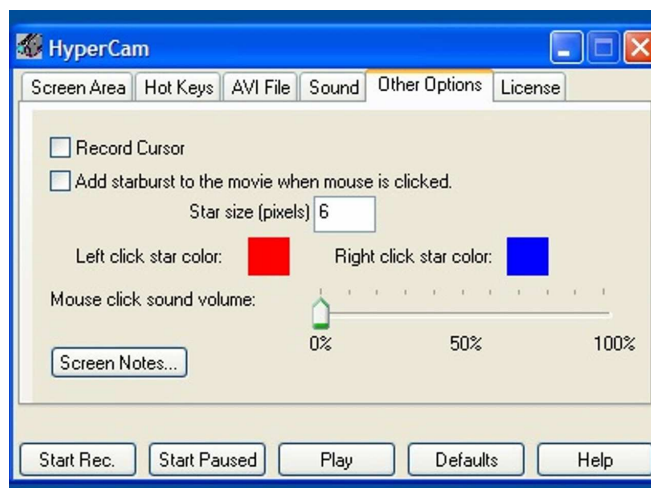 HyperCam
Screen Area Hot Keys AVI File Sound Other Options License
Record Cursor
Add starburst to the movie when mouse is clicked.
Star size (pixels) 6
Left click star color: Right click star color:
Mouse click sound volume:
0% 50% 100%
Screen Notes...
Start Rec. Start Paused Play Defaults Help